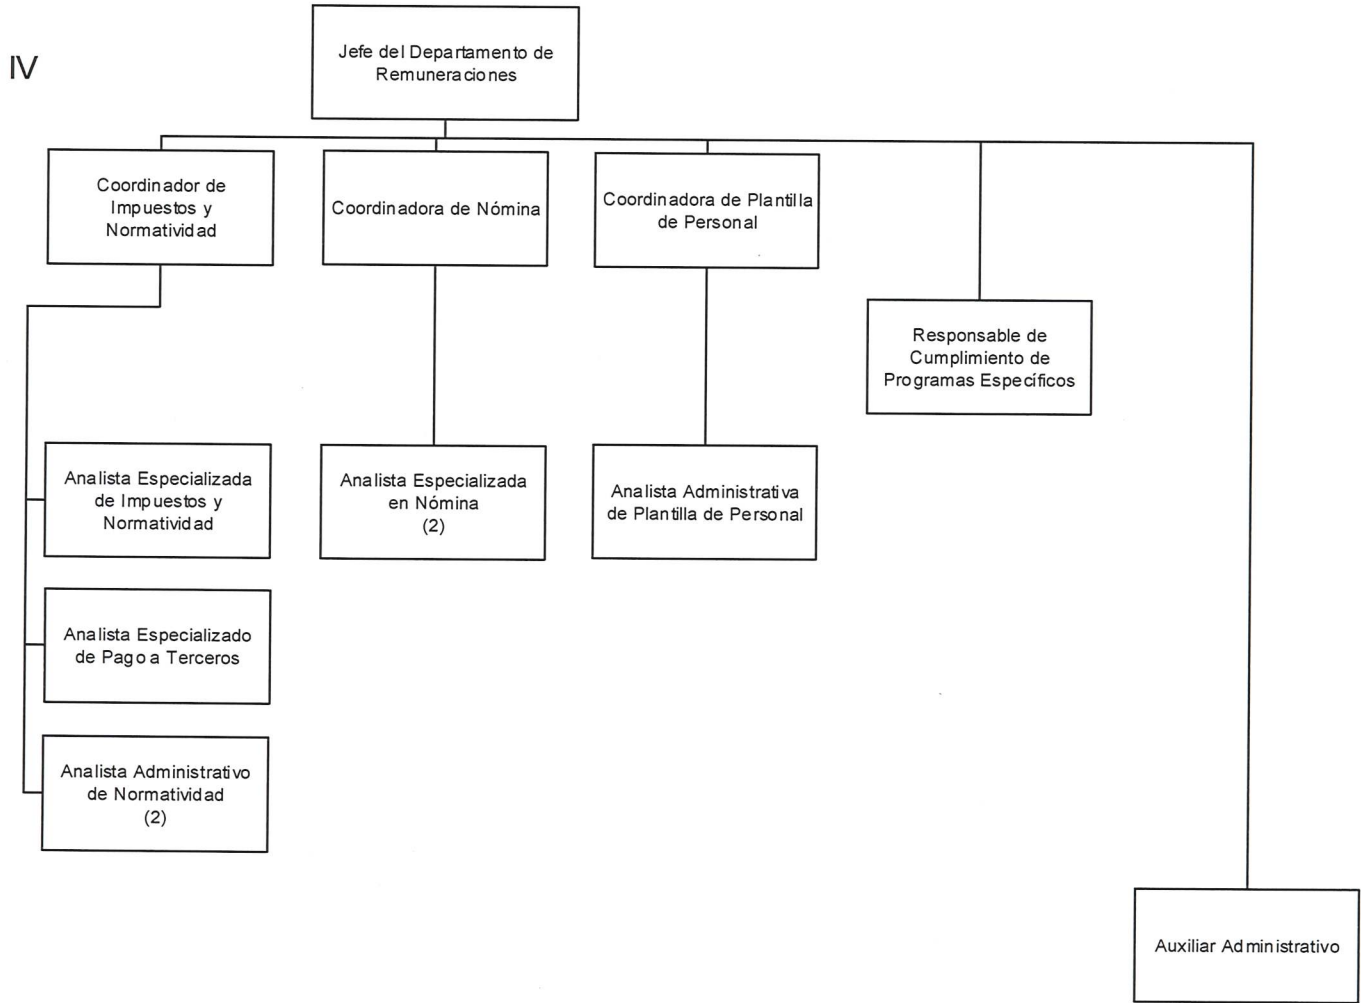 IV
Jefe del Departamento de
Remuneraciones
Coordinador de
Impuestos y
Normatividad
Coordinadora de Nómina
Coordinadora de Plantilla
de Personal
Responsable de
Cumplimiento de
Programas Específicos
Analista Especializada
de Impuestos y
Normatividad
Analista Especializada
en Nómina
(2)
Analista Administrativa
de Plantilla de Personal
Analista Especializado
de Pago a Terceros
Analista Administrativo
de Normatividad
(2)
Auxiliar Administrativo